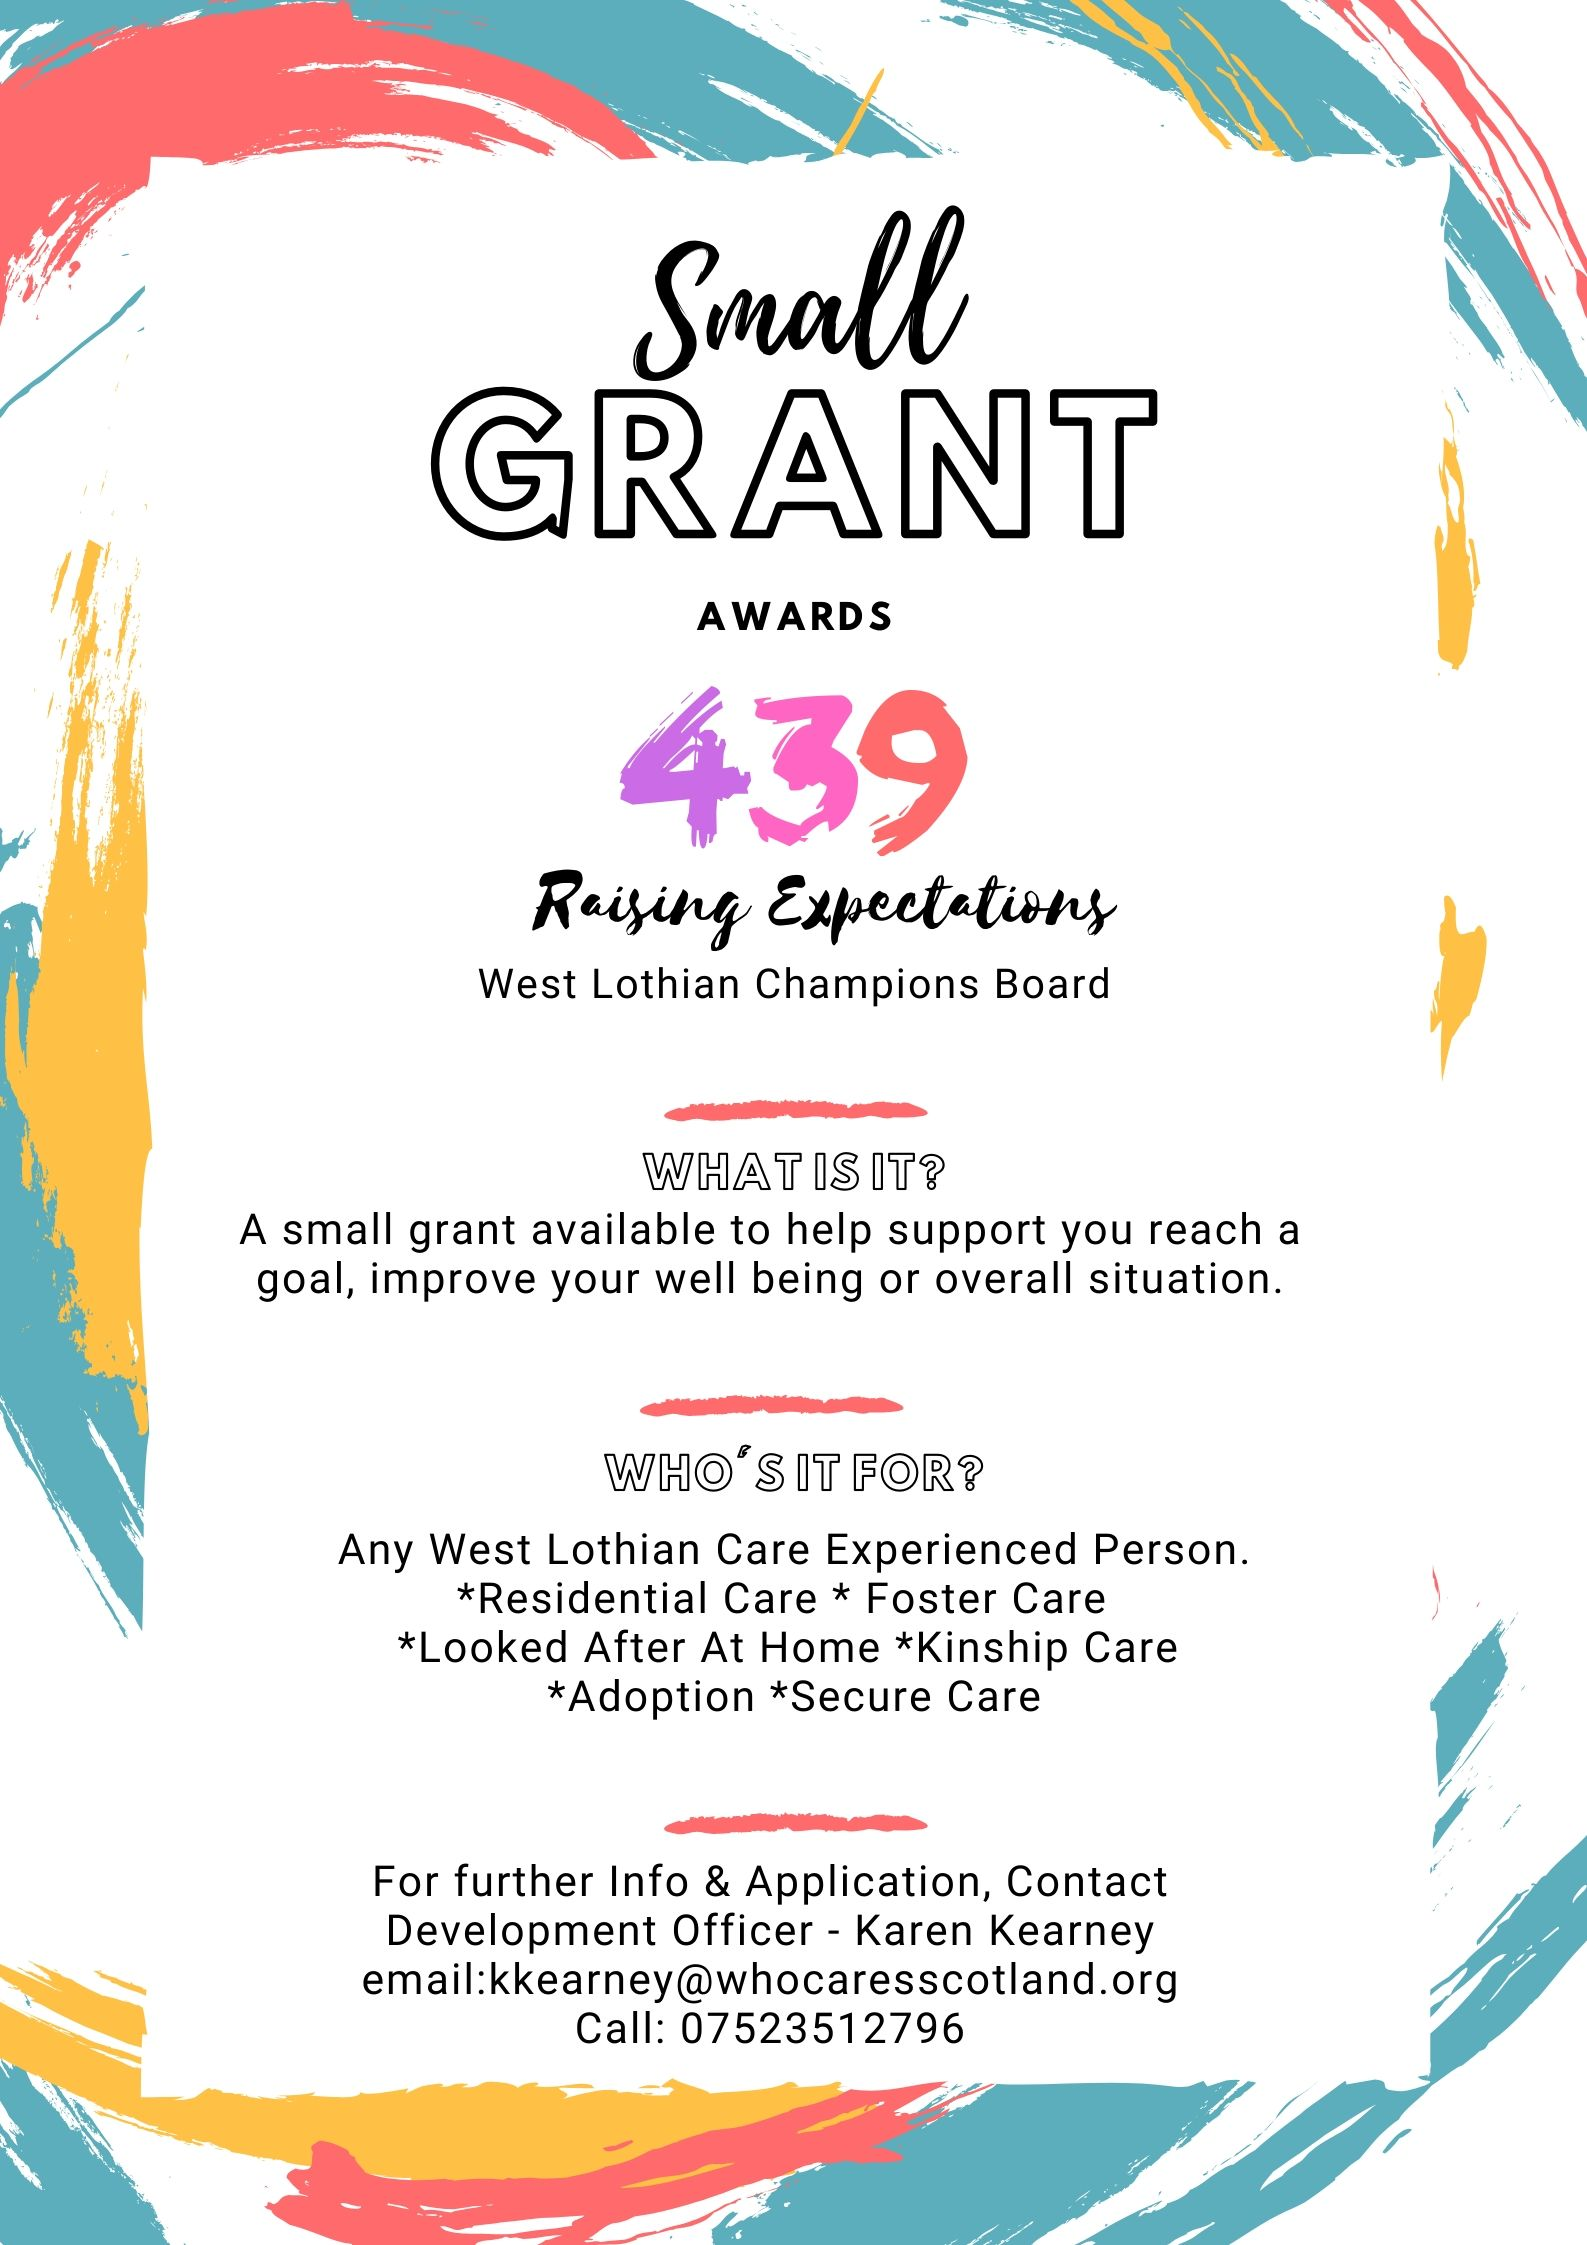 Small
GRANT
AWARDS
439
Raising Expectations
West Lothian Champions Board
WHAT IS IT?
A small grant available to help support you reach a
goal, improve your well being or overall situation.
WHO'S IT FOR?
Any West Lothian Care Experienced Person.
*Residential Care * Foster Care
*Looked After At Home *Kinship Care
*Adoption *Secure Care
For further Info & Application, Contact
Development Officer - Karen Kearney
email:kkearney@whocaresscotland.org
Call: 07523512796